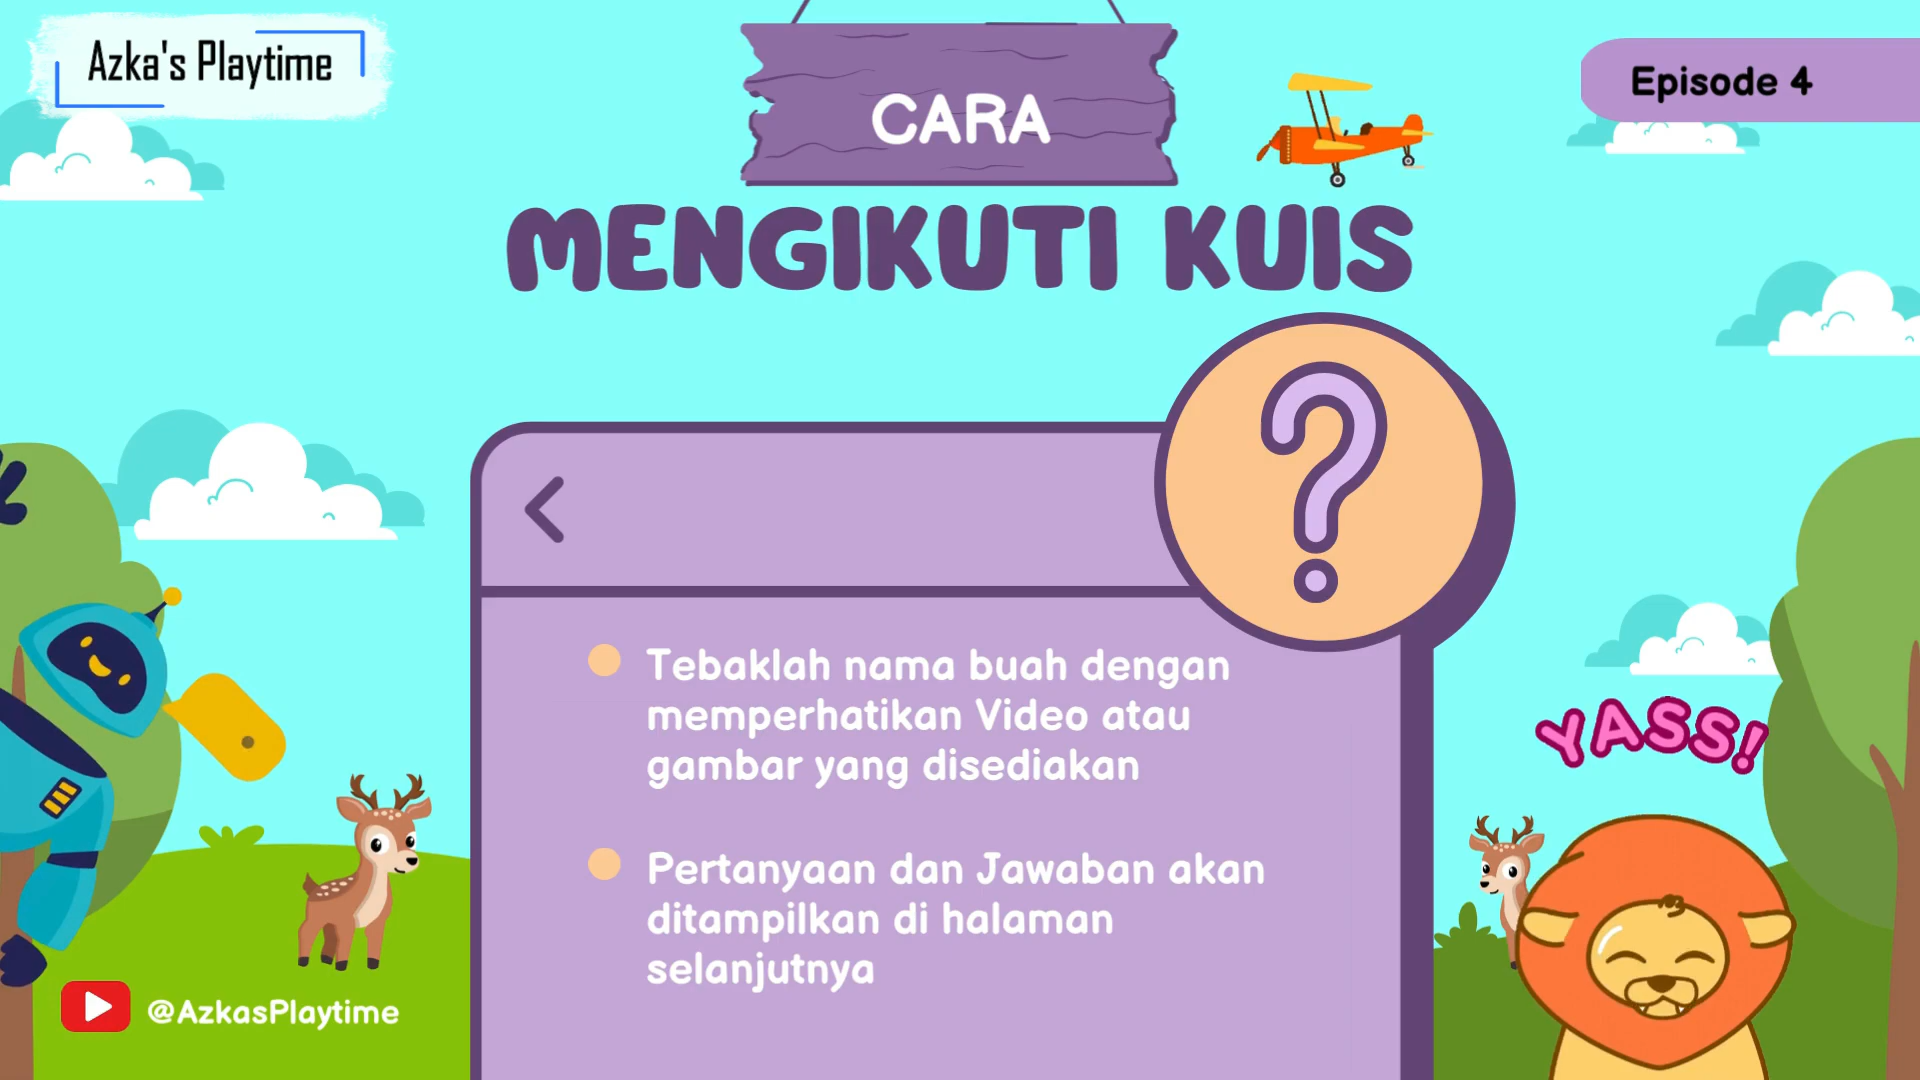 Azka's Playtime
CARA
Episode 4
MENGIKUTI KUIS
?
Tebaklah nama buah dengan
memperhatikan Video atau
gambar yang disediakan
YASS!
Pertanyaan dan Jawaban akan
ditampilkan di halaman
selanjutnya
@AzkasPlaytime